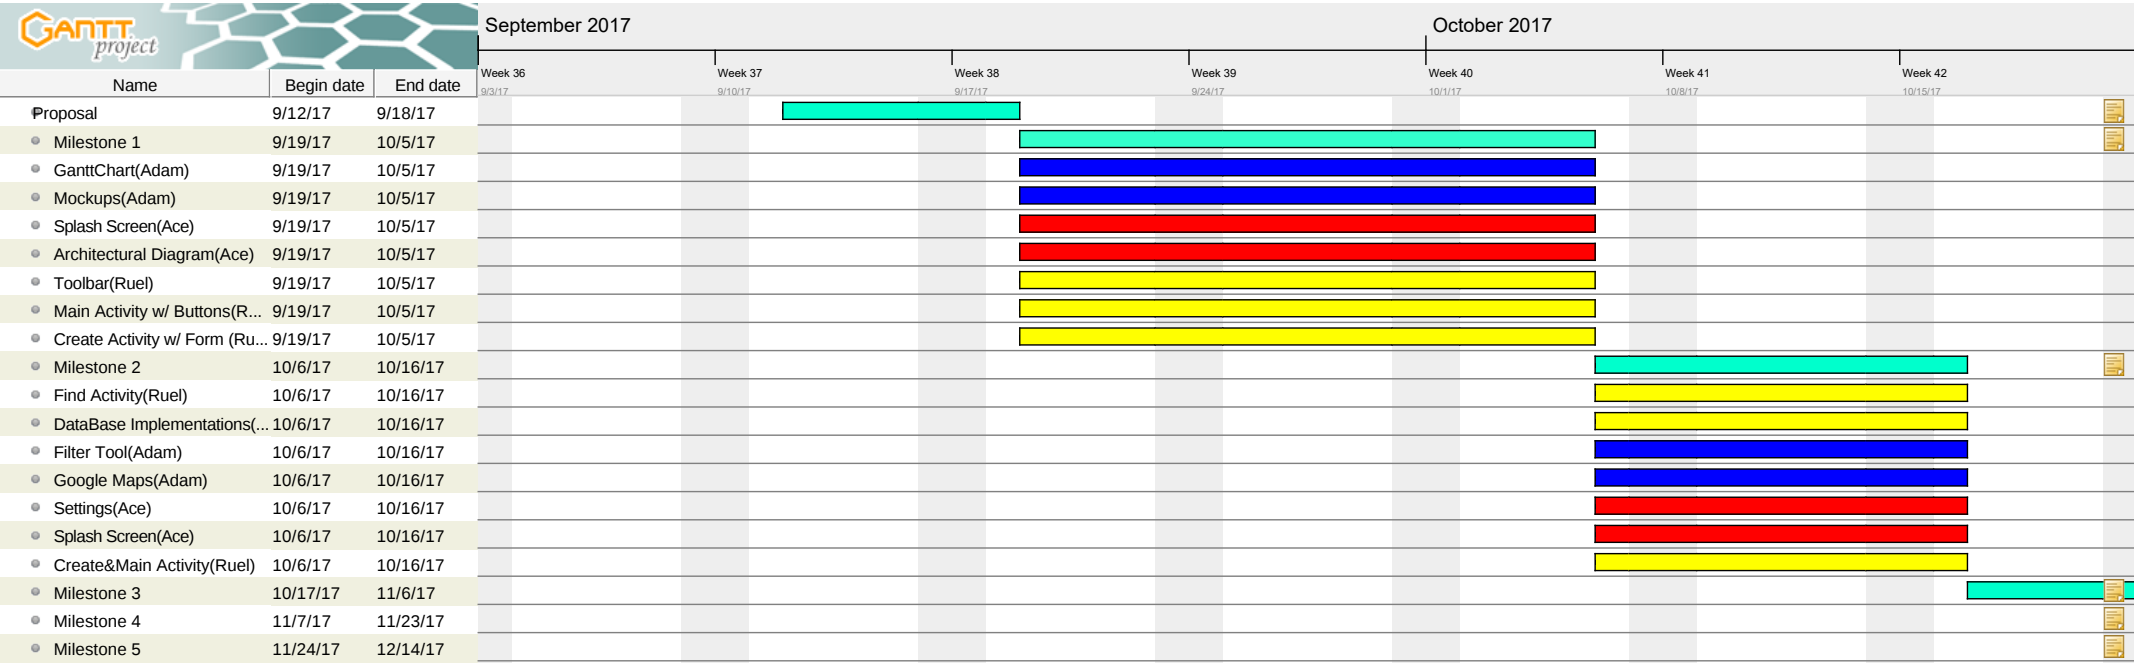 GANTT
project
September 2017
October 2017
Week 36
Week 37
Week 38
Week 39
Week 40
Week 41
Week 42
9/3/17
9/10/17
9/17/17
9/24/17
10/1/17
10/8/17
10/15/17
Name Begin date End date
Proposal 9/12/17 9/18/17
Milestone 1 9/19/17 10/5/17
GanttChart(Adam) 9/19/17 10/5/17
Mockups(Adam) 9/19/17 10/5/17
Splash Screen(Ace) 9/19/17 10/5/17
Architectural Diagram(Ace) 9/19/17 10/5/17
Toolbar(Ruel) 9/19/17 10/5/17
Main Activity w/ Buttons(R... 9/19/17 10/5/17
Create Activity w/ Form (Ru... 9/19/17 10/5/17
Milestone 2 10/6/17 10/16/17
Find Activity(Ruel) 10/6/17 10/16/17
DataBase Implementations(... 10/6/17 10/16/17
Filter Tool(Adam) 10/6/17 10/16/17
Google Maps(Adam) 10/6/17 10/16/17
Settings(Ace) 10/6/17 10/16/17
Splash Screen(Ace) 10/6/17 10/16/17
Create&Main Activity(Ruel) 10/6/17 10/16/17
Milestone 3 10/17/17 11/6/17
Milestone 4 11/7/17 11/23/17
Milestone 5 11/24/17 12/14/17